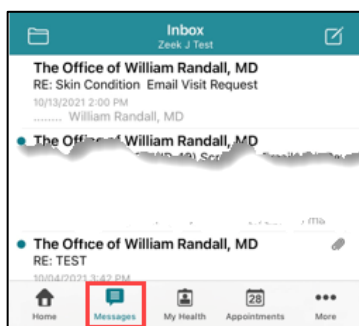 Inbox
Zeek J Test
The Office of William Randall, MD
RE: Skin Condition Email Visit Request
10/13/2021 2:00 PM
......... William Randall, MD
The Office of William Randall, MD
The Office of William Randall, MD
RE: TEST
10/04/2021 3:42 PM
Home
Messages
My Health
28
Appointments
More